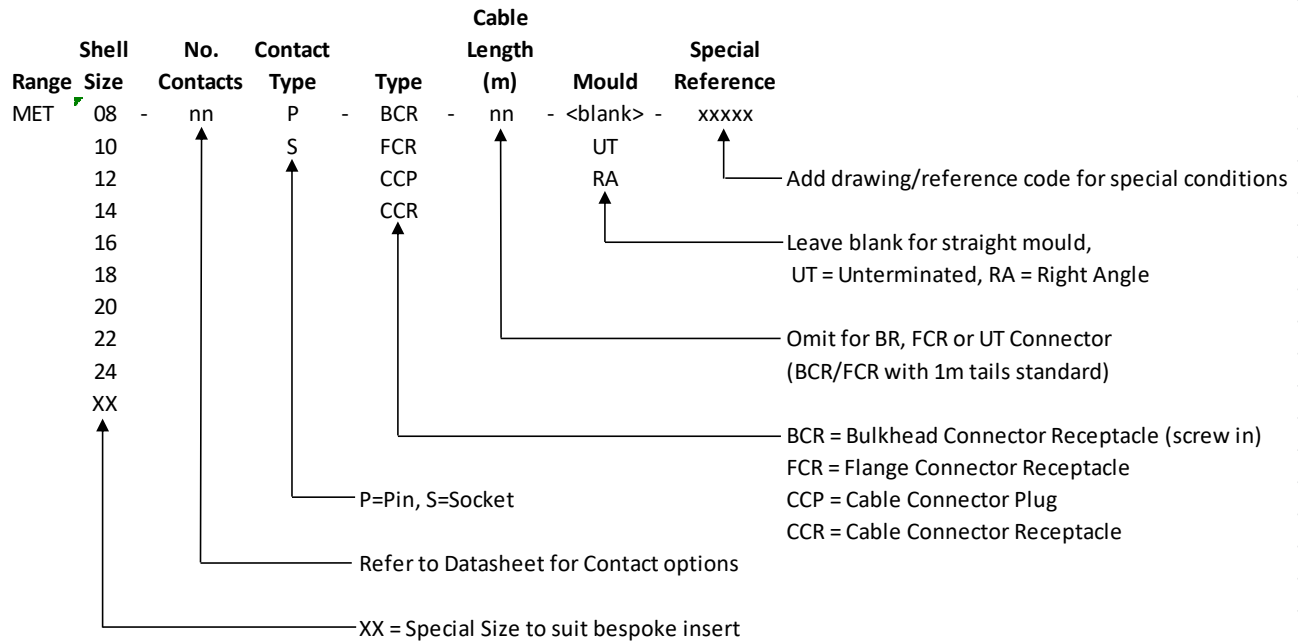 Cable
Shell No. Contact Length Special
Range Size Contacts Type Type (m) Mould Reference
MET 08 - nn P - BCR - nn - <blank> - xxxxx
10 S FCR UT
12 CCP RA Add drawing/reference code for special conditions
14 CCR
16 Leave blank for straight mould,
18 UT = Unterminated, RA = Right Angle
20
22 Omit for BR, FCR or UT Connector
24 (BCR/FCR with 1m tails standard)
XX
BCR = Bulkhead Connector Receptacle (screw in)
FCR = Flange Connector Receptacle
P=Pin, S=Socket CCP = Cable Connector Plug
CCR = Cable Connector Receptacle
Refer to Datasheet for Contact options
XX = Special Size to suit bespoke insert